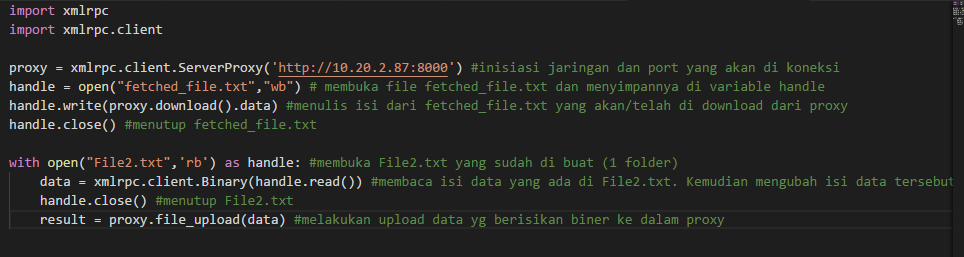 import xmlrpc
import xmlrpc.client
proxy = xmlrpc.client.ServerProxy('http://10.20.2.87:8000') #inisiasi jaringan dan port yang akan di koneksi
handle = open("fetched_file.txt","wb") # membuka file fetched_file.txt dan menyimpannya di variable handle
handle.write(proxy.download().data) #menulis isi dari fetched_file.txt yang akan/telah di download dari proxy
handle.close() #menutup fetched_file.txt
with open("File2.txt",'rb') as handle: #membuka File2.txt yang sudah di buat (1 folder)
    data = xmlrpc.client.Binary(handle.read()) #membaca isi data yang ada di File2.txt. Kemudian mengubah isi data tersebut
    handle.close() #menutup File2.txt
    result = proxy.file_upload(data) #melakukan upload data yg berisikan biner ke dalam proxy